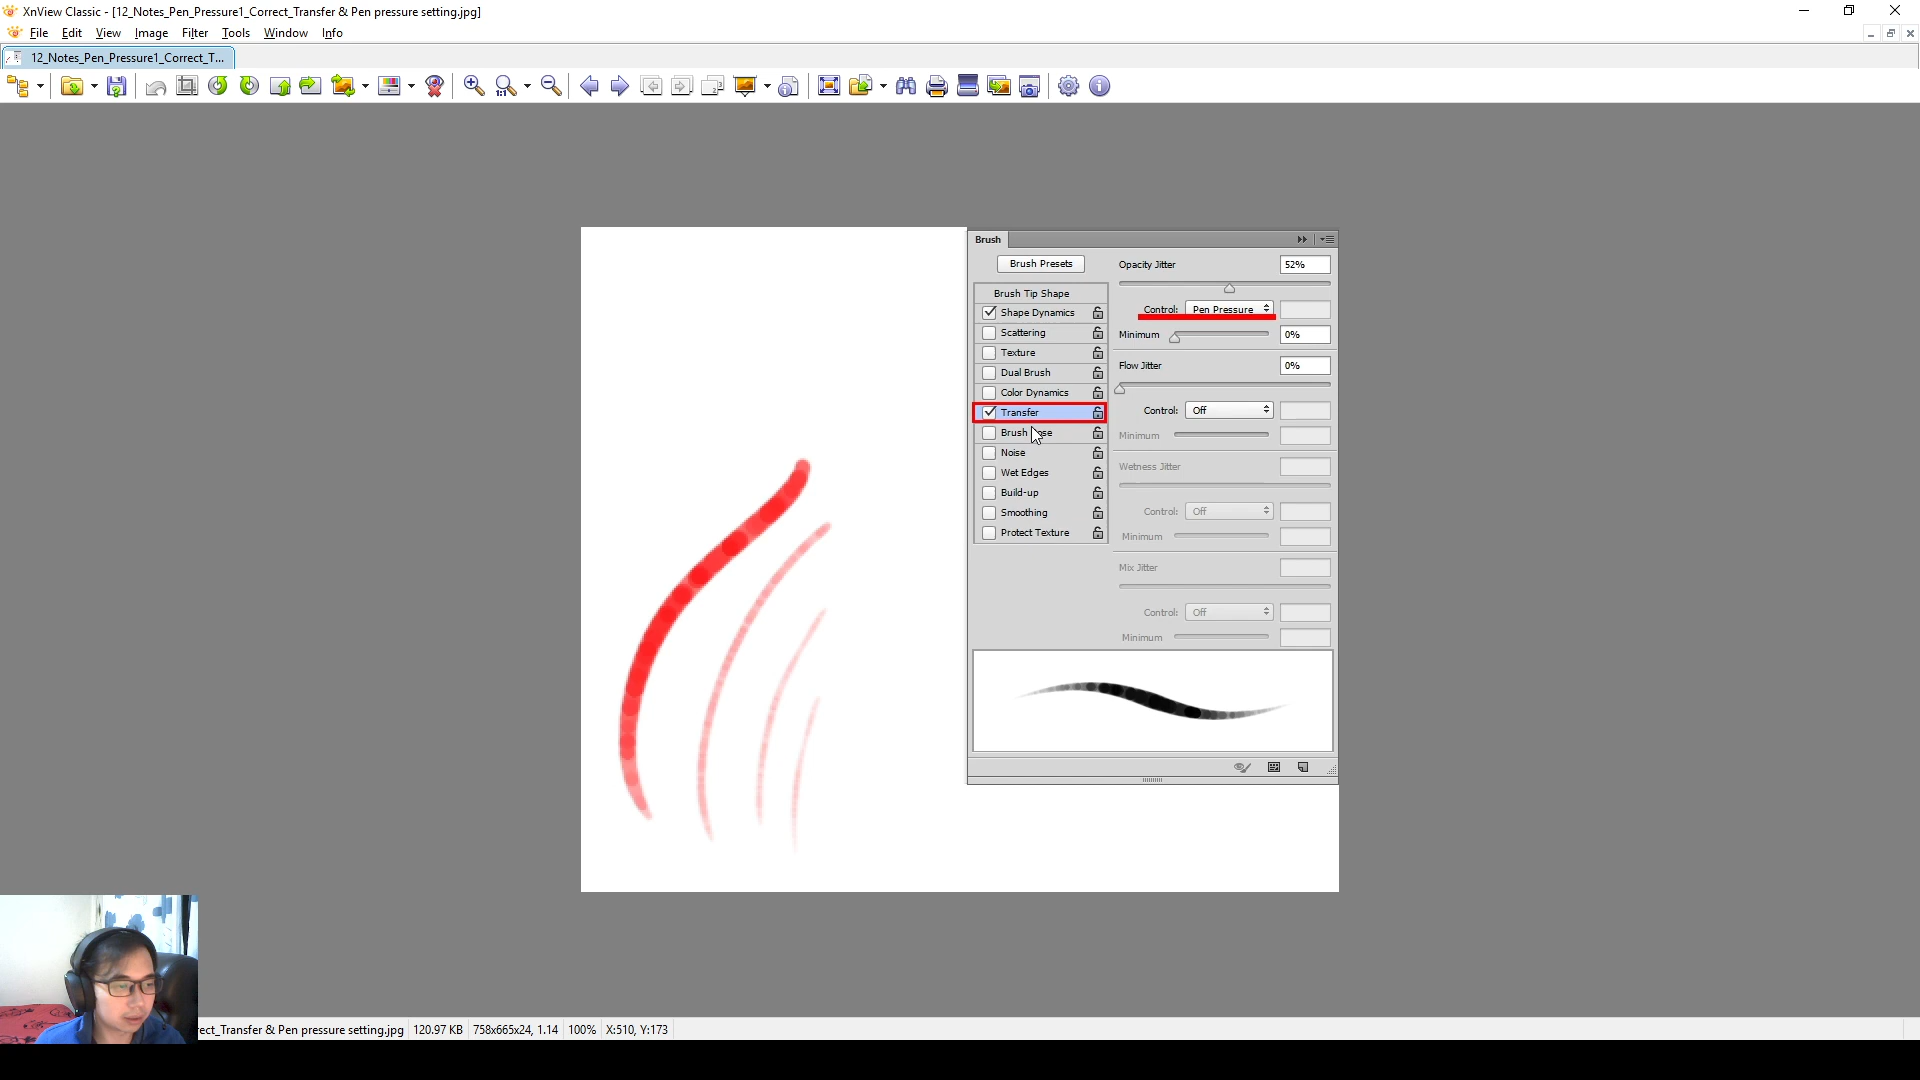 XnView Classic - [12_Notes_Pen_Pressure1_Correct_Transfer & Pen pressure setting.jpg]
File Edit View Image Filter Tools Window Info
12_Notes_Pen_Pressure1_Correct_T...
Brush
Brush Presets
Brush Tip Shape
Shape Dynamics
Scattering
Texture
Dual Brush
Color Dynamics
Transfer
Brush
Noise
Wet Edges
Build-up
Smoothing
Protect Texture
Opacity Jitter 52%
Control: Pen Pressure
Minimum 0%
Flow Jitter 0%
Control: Off
Minimum
Wetness Jitter
Control: Off
Minimum
Mix Jitter
Control: Off
Minimum
rect_Transfer & Pen pressure setting.jpg 120.97 KB 758x665x24, 1.14 100% X:510, Y:173